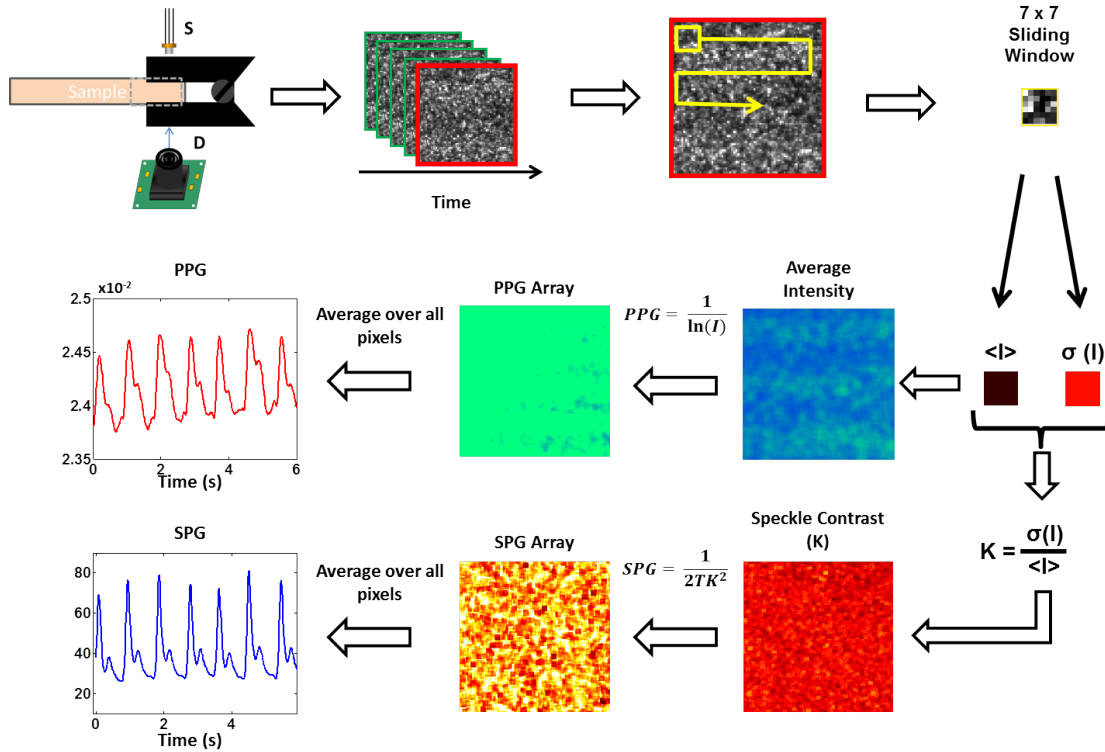 S
Sample
D
Time
7 x 7
Sliding
Window
<I>
σ (I)
K = σ(I) / <I>
Average
Intensity
PPG = 1 / ln(I)
PPG Array
Average over all
pixels
PPG
x10⁻²
2.5
2.45
2.4
2.35
0 2 4 6
Time (s)
Speckle Contrast
(K)
SPG = 1 / 2TK²
SPG Array
Average over all
pixels
SPG
80
60
40
20
0 2 4
Time (s)